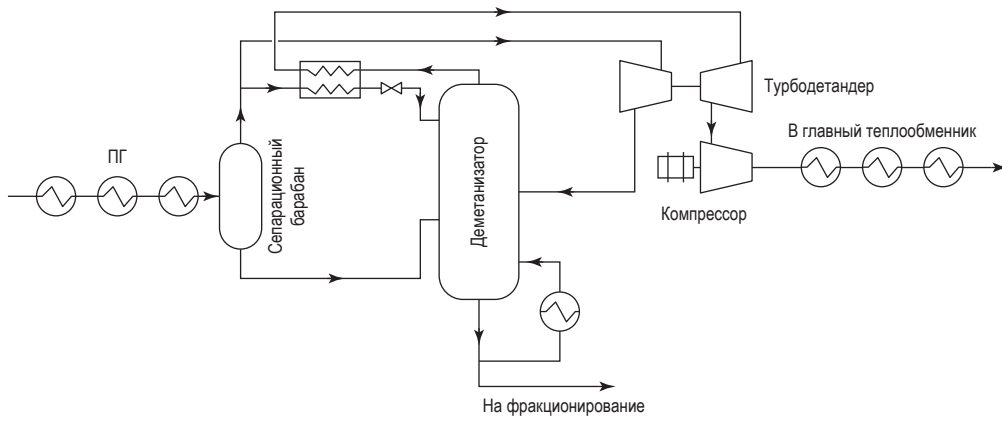 ПГ
Сепарационный
барабан
Деметанизатор
Турбодетандер
В главный теплообменник
Компрессор
На фракционирование